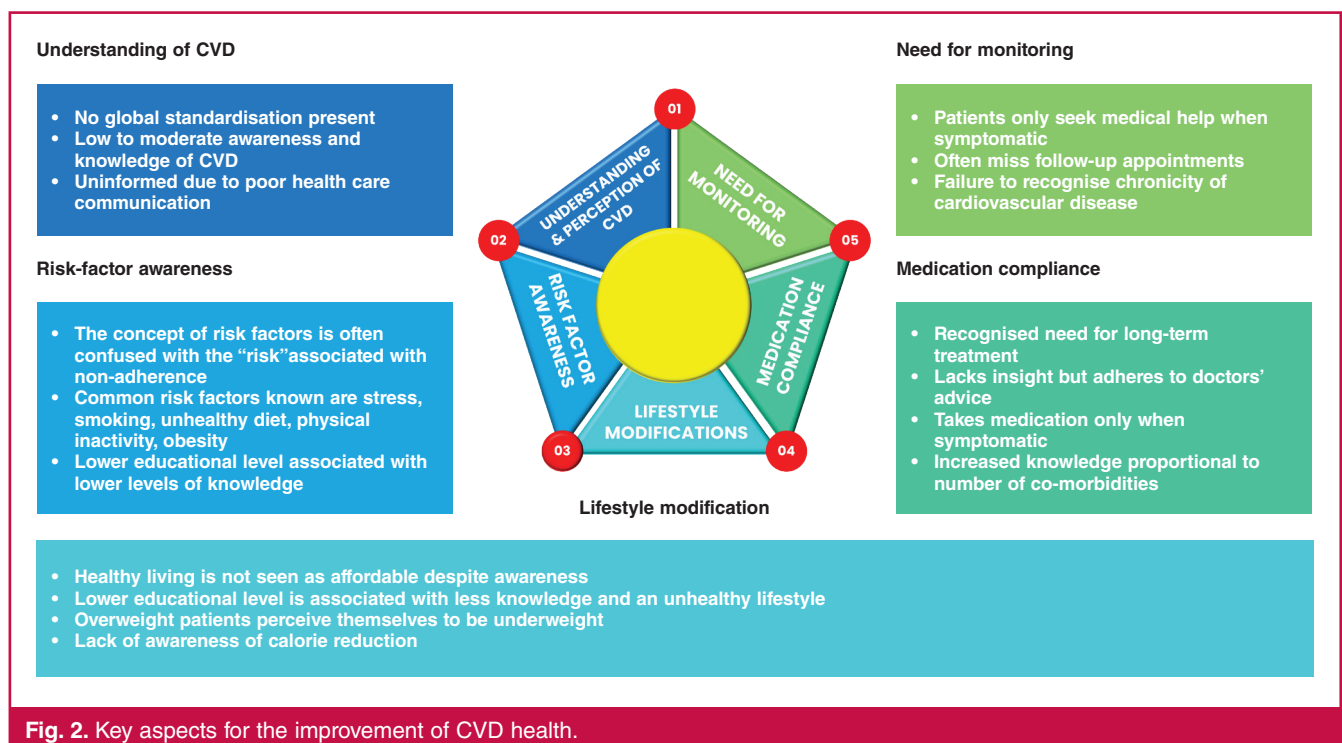 Understanding of CVD
• No global standardisation present
• Low to moderate awareness and
knowledge of CVD
• Uninformed due to poor health care
communication
Risk-factor awareness
• The concept of risk factors is often
confused with the “risk”associated with
non-adherence
• Common risk factors known are stress,
smoking, unhealthy diet, physical
inactivity, obesity
• Lower educational level associated with
lower levels of knowledge
01
UNDERSTANDING
& PERCEPTION OF
CVD
NEED FOR
MONITORING
02
05
RISK FACTOR
AWARENESS
MEDICATION
COMPLIANCE
LIFESTYLE
MODIFICATIONS
03
04
Need for monitoring
• Patients only seek medical help when
symptomatic
• Often miss follow-up appointments
• Failure to recognise chronicity of
cardiovascular disease
Medication compliance
• Recognised need for long-term
treatment
• Lacks insight but adheres to doctors’
advice
• Takes medication only when
symptomatic
• Increased knowledge proportional to
number of co-morbidities
Lifestyle modification
• Healthy living is not seen as affordable despite awareness
• Lower educational level is associated with less knowledge and an unhealthy lifestyle
• Overweight patients perceive themselves to be underweight
• Lack of awareness of calorie reduction
Fig. 2. Key aspects for the improvement of CVD health.